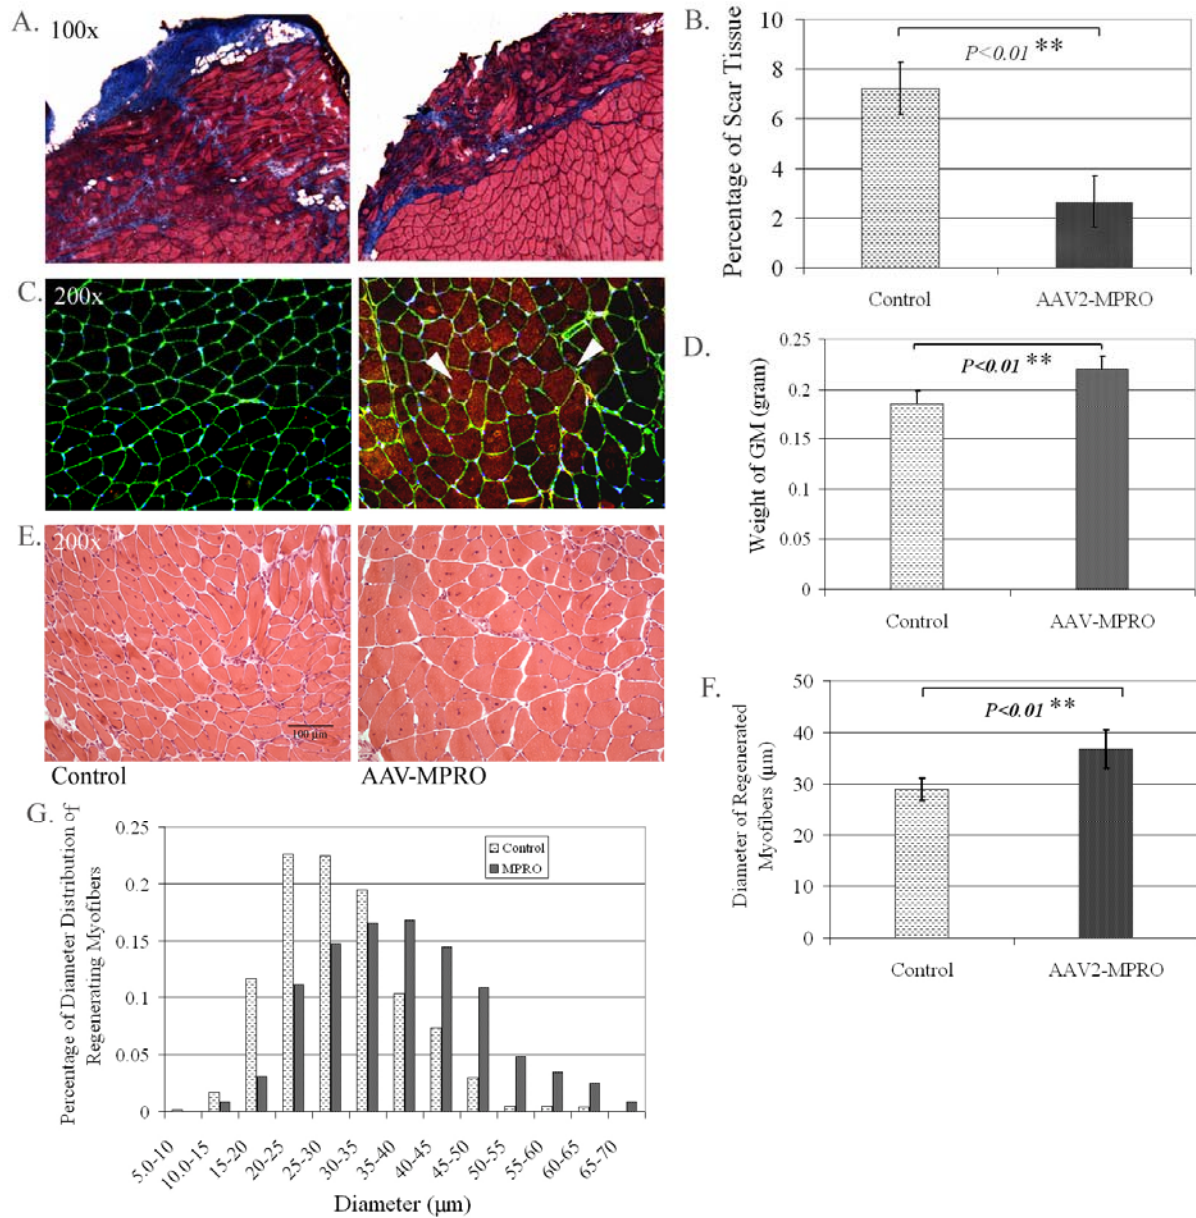 A.
100x
C.
200x
E.
200x
100 µm
Control
AAV-MPRO
B.
Percentage of Scar Tissue
10
8
6
4
2
0
P<0.01 **
Control
AAV2-MPRO
D.
Weight of GM (gram)
0.25
0.2
0.15
0.1
0.05
0
P<0.01 **
Control
AAV-MPRO
F.
Diameter of Regenerated
Myofibers (µm)
50
40
30
20
10
0
P<0.01 **
Control
AAV2-MPRO
G.
Percentage of Diameter Distribution of
Regenerating Myofibers
0.25
0.2
0.15
0.1
0.05
0
Control
MPRO
5.0-10
10.0-15
15-20
20-25
25-30
30-35
35-40
40-45
45-50
50-55
55-60
60-65
65-70
Diameter (µm)